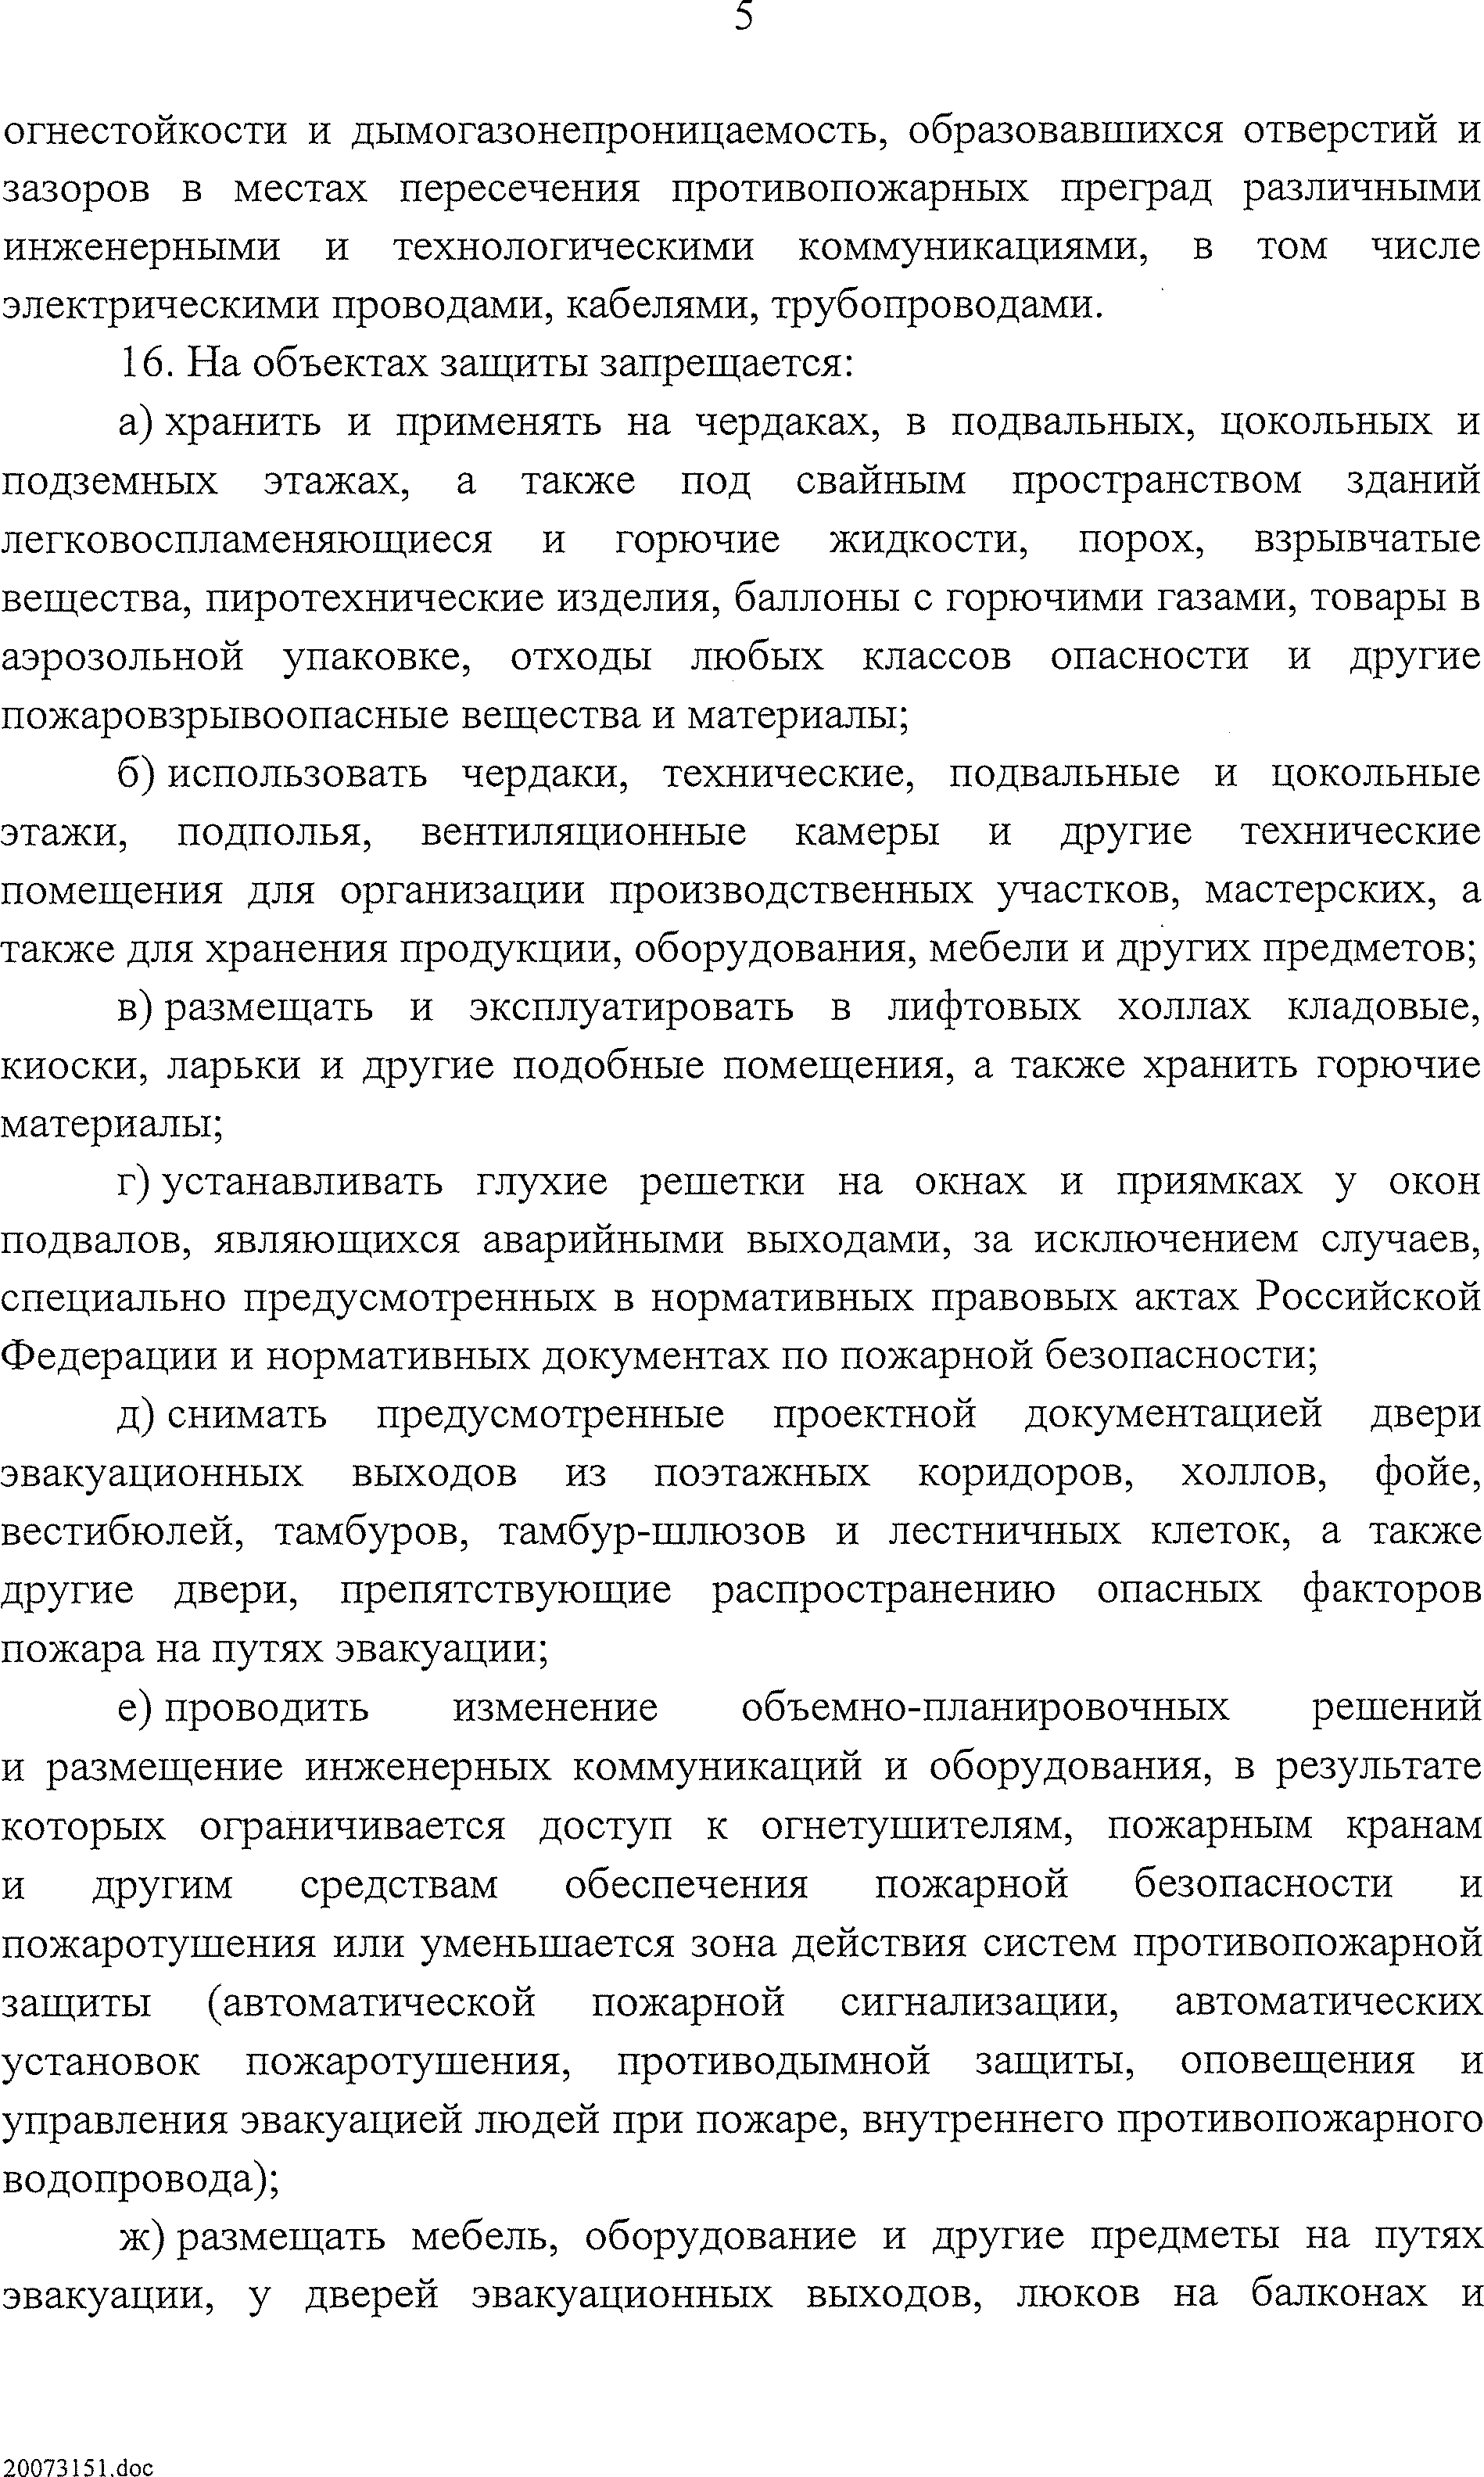 5
огнестойкости и дымогазонепроницаемость, образовавшихся отверстий и
зазоров в местах пересечения противопожарных преград различными
инженерными и технологическими коммуникациями, в том числе
электрическими проводами, кабелями, трубопроводами.
16. На объектах защиты запрещается:
а) хранить и применять на чердаках, в подвальных, цокольных и
подземных этажах, а также под свайным пространством зданий
легковоспламеняющиеся и горючие жидкости, порох, взрывчатые
вещества, пиротехнические изделия, баллоны с горючими газами, товары в
аэрозольной упаковке, отходы любых классов опасности и другие
пожаровзрывоопасные вещества и материалы;
б) использовать чердаки, технические, подвальные и цокольные
этажи, подполья, вентиляционные камеры и другие технические
помещения для организации производственных участков, мастерских, а
также для хранения продукции, оборудования, мебели и других предметов;
в) размещать и эксплуатировать в лифтовых холлах кладовые,
киоски, ларьки и другие подобные помещения, а также хранить горючие
материалы;
г) устанавливать глухие решетки на окнах и приямках у окон
подвалов, являющихся аварийными выходами, за исключением случаев,
специально предусмотренных в нормативных правовых актах Российской
Федерации и нормативных документах по пожарной безопасности;
д) снимать предусмотренные проектной документацией двери
эвакуационных выходов из поэтажных коридоров, холлов, фойе,
вестибюлей, тамбуров, тамбур-шлюзов и лестничных клеток, а также
другие двери, препятствующие распространению опасных факторов
пожара на путях эвакуации;
е) проводить изменение объемно-планировочных решений
и размещение инженерных коммуникаций и оборудования, в результате
которых ограничивается доступ к огнетушителям, пожарным кранам
и другим средствам обеспечения пожарной безопасности и
пожаротушения или уменьшается зона действия систем противопожарной
защиты (автоматической пожарной сигнализации, автоматических
установок пожаротушения, противодымной защиты, оповещения и
управления эвакуацией людей при пожаре, внутреннего противопожарного
водопровода);
ж) размещать мебель, оборудование и другие предметы на путях
эвакуации, у дверей эвакуационных выходов, люков на балконах и
20073151.doc